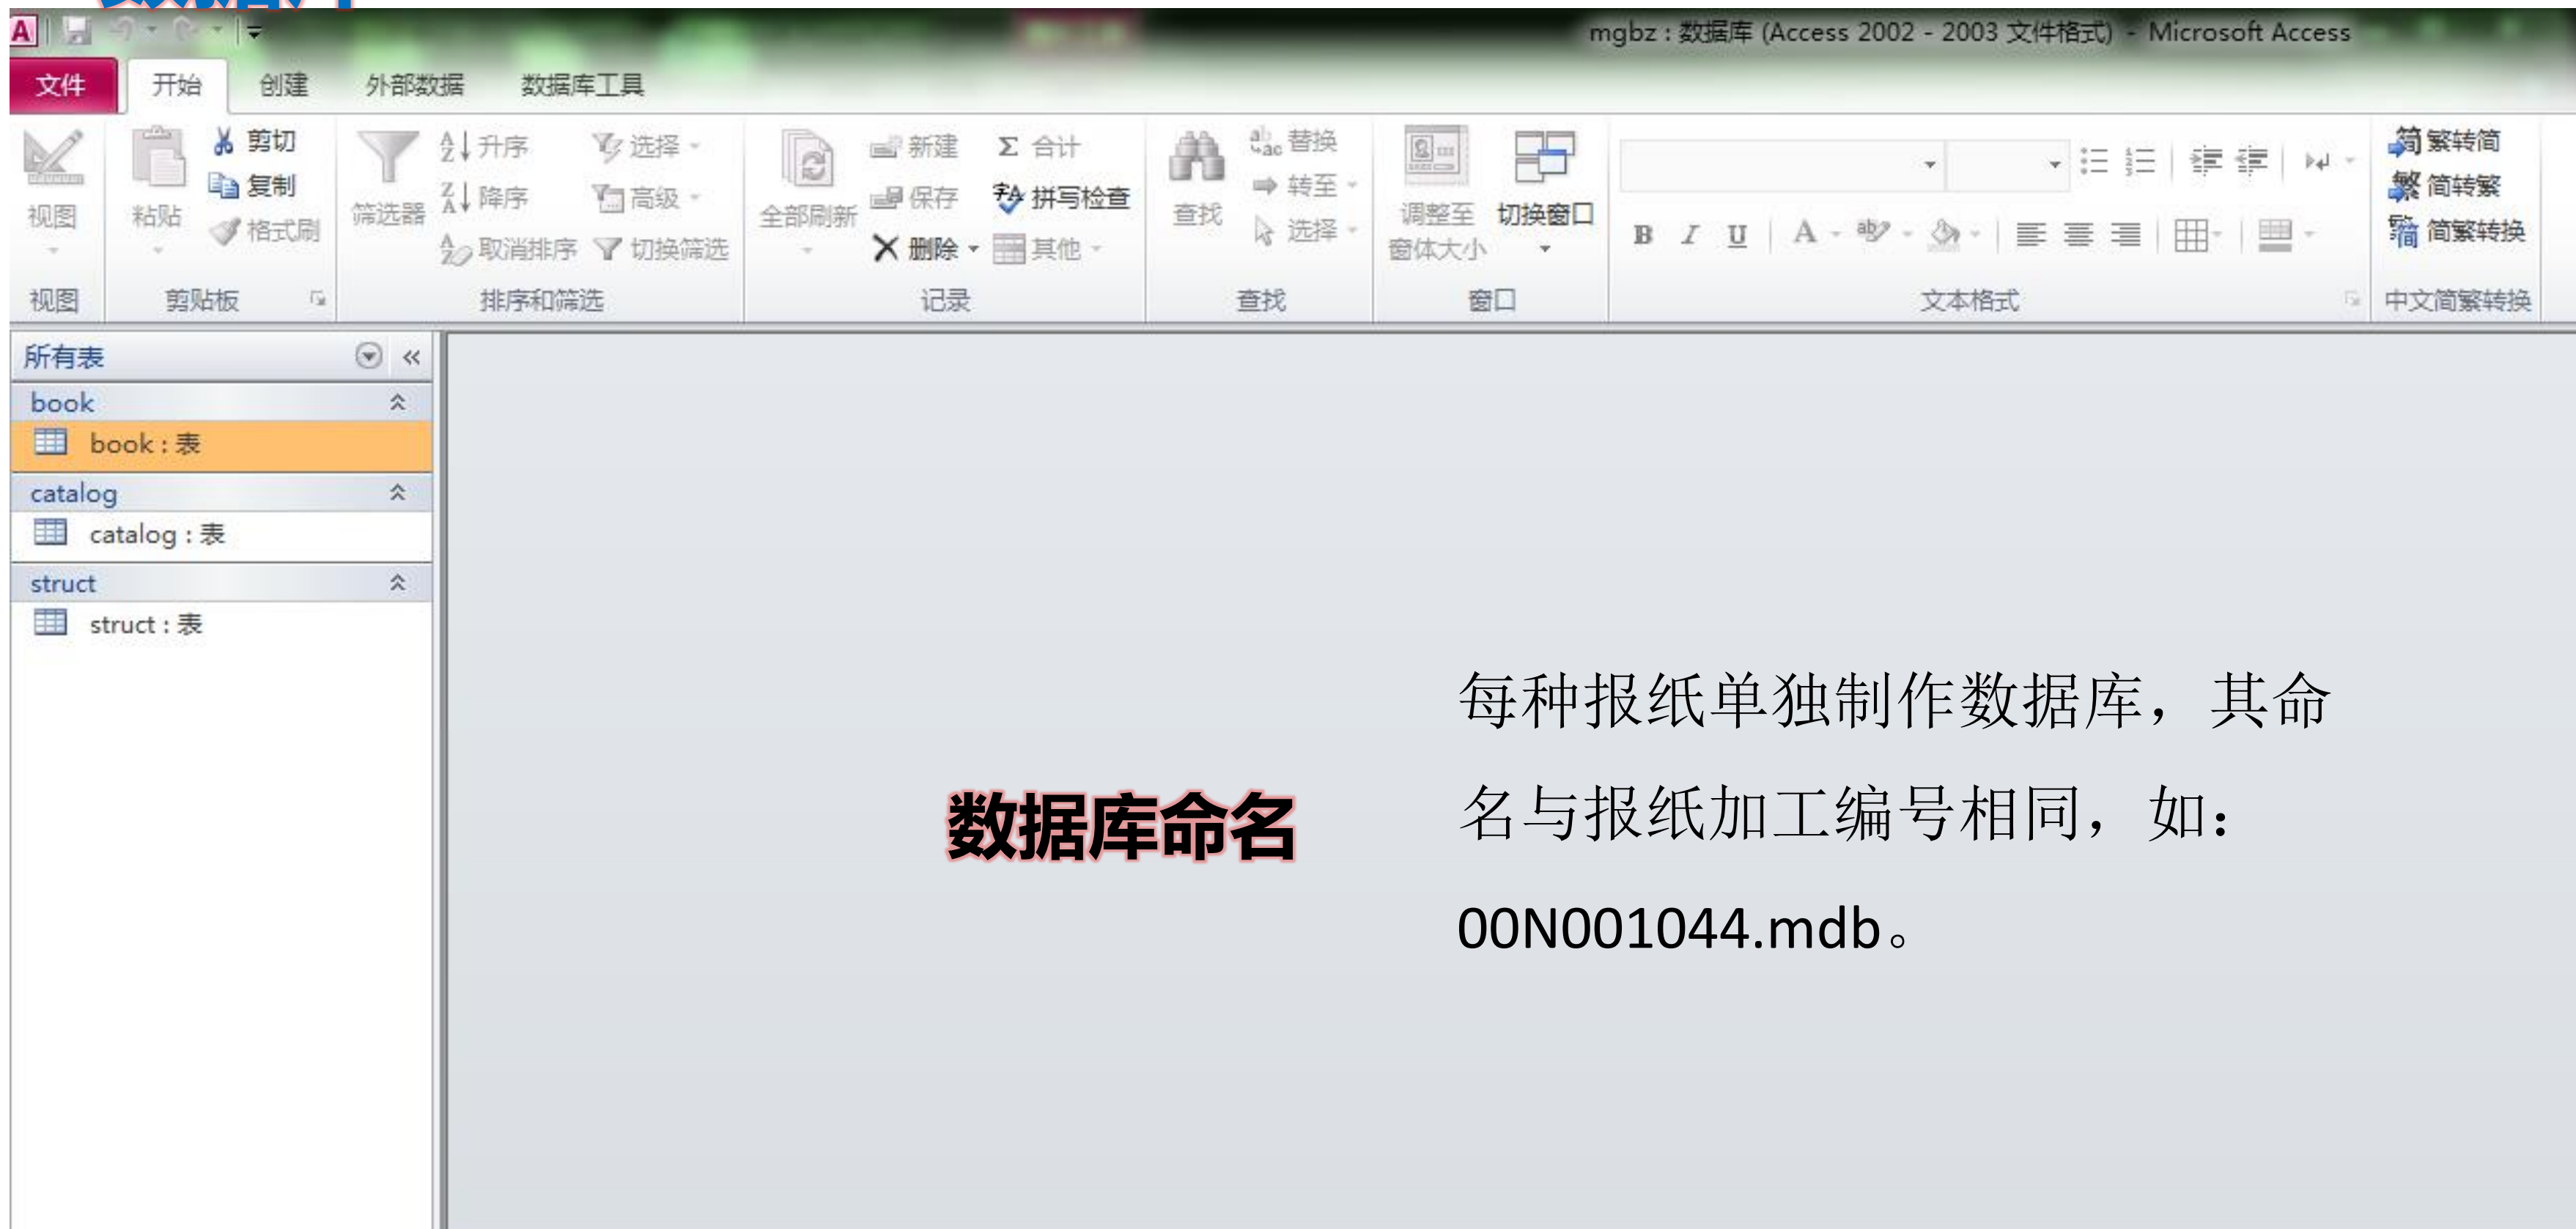 数据库
mgbz : 数据库 (Access 2002 - 2003 文件格式) - Microsoft Access
文件 开始 创建 外部数据 数据库工具
剪切 升序 选择 新建 Σ 合计 替换 繁转简
复制 降序 高级 保存 拼写检查 转至 简转繁
视图 粘贴 格式刷 筛选器 取消排序 切换筛选 全部刷新 删除 其他 查找 选择 调整至窗体大小 切换窗口 B I U A 简繁转换
视图 剪贴板 排序和筛选 记录 查找 窗口 文本格式 中文简繁转换
所有表
book
book : 表
catalog
catalog : 表
struct
struct : 表
数据库命名
每种报纸单独制作数据库，其命
名与报纸加工编号相同，如：
00N001044.mdb。